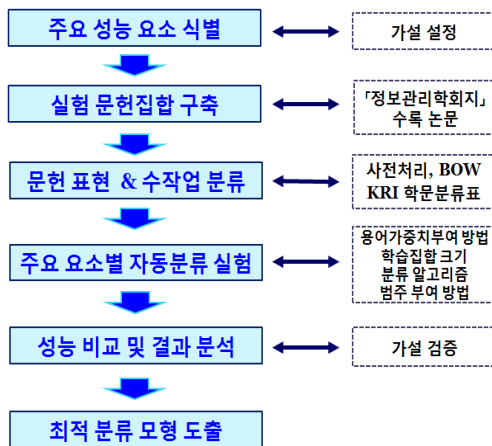 주요 성능 요소 식별
가설 설정
실험 문헌집합 구축
「정보관리학회지」
수록 논문
문헌 표현 & 수작업 분류
사전처리, BOW
KRI 학문분류표
주요 요소별 자동분류 실험
용어가중치부여 방법
학습집합 크기
분류 알고리즘
범주 부여 방법
성능 비교 및 결과 분석
가설 검증
최적 분류 모형 도출